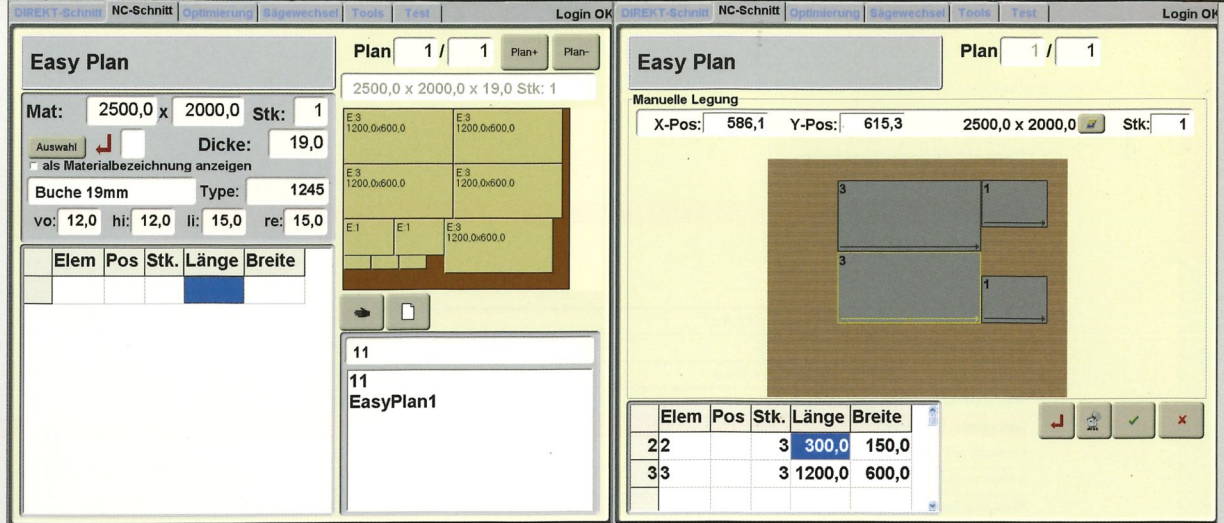 DIREKT-Schnitt NC-Schnitt Optimierung Sägewechsel Tools Test Login OK
Easy Plan
Plan 1 / 1 Plan+ Plan-
2500,0 x 2000,0 x 19,0 Stk: 1
Mat: 2500,0 x 2000,0 Stk: 1
Auswahl Dicke: 19,0
als Materialbezeichnung anzeigen
Buche 19mm Type: 1245
vo: 12,0 hi: 12,0 li: 15,0 re: 15,0
Elem Pos Stk. Länge Breite
E:3 E:3
1200,0x600,0 1200,0x600,0
E:3 E:3
1200,0x600,0 1200,0x600,0
E:1 E:1 E:3
1200,0x600,0
11
11
EasyPlan1
DIREKT-Schnitt NC-Schnitt Optimierung Sägewechsel Tools Test Login OK
Easy Plan
Plan 1 / 1
Manuelle Legung
X-Pos: 586,1 Y-Pos: 615,3 2500,0 x 2000,0 Stk: 1
3 1
3 1
Elem Pos Stk. Länge Breite
2 2 3 300,0 150,0
3 3 3 1200,0 600,0